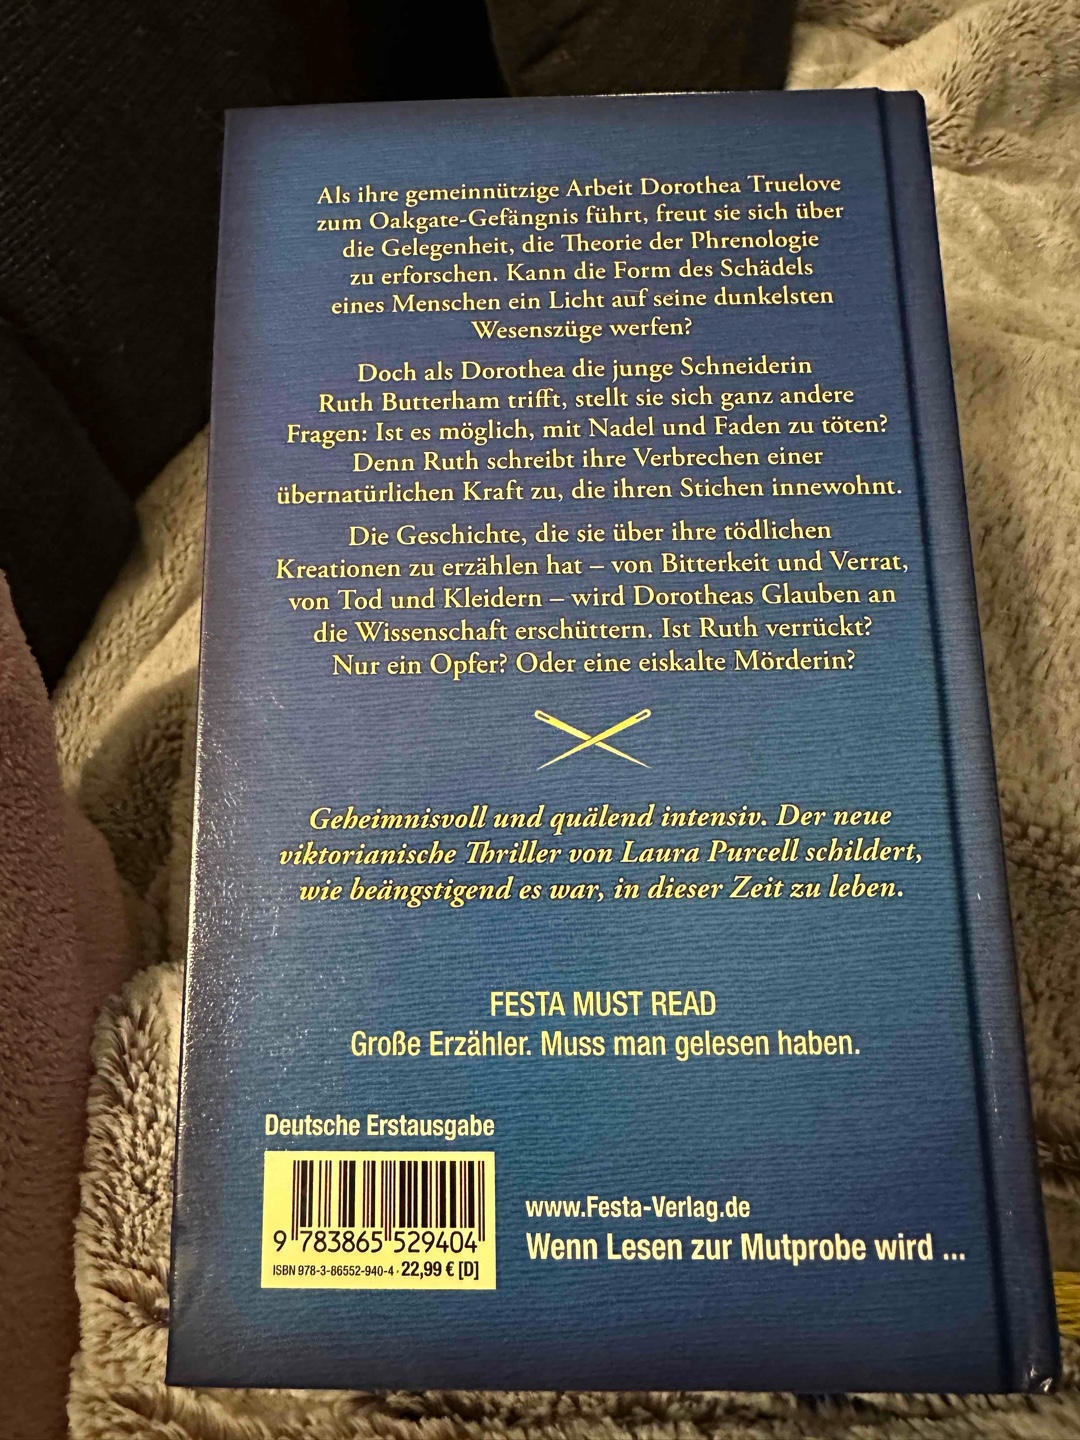 Als ihre gemeinnützige Arbeit Dorothea Truelove
zum Oakgate-Gefängnis führt, freut sie sich über
die Gelegenheit, die Theorie der Phrenologie
zu erforschen. Kann die Form des Schädels
eines Menschen ein Licht auf seine dunkelsten
Wesenszüge werfen?
Doch als Dorothea die junge Schneiderin
Ruth Butterham trifft, stellt sie sich ganz andere
Fragen: Ist es möglich, mit Nadel und Faden zu töten?
Denn Ruth schreibt ihre Verbrechen einer
übernatürlichen Kraft zu, die ihren Stichen innewohnt.
Die Geschichte, die sie über ihre tödlichen
Kreationen zu erzählen hat – von Bitterkeit und Verrat,
von Tod und Kleidern – wird Dorotheas Glauben an
die Wissenschaft erschüttern. Ist Ruth verrückt?
Nur ein Opfer? Oder eine eiskalte Mörderin?
Geheimnisvoll und quälend intensiv. Der neue
viktorianische Thriller von Laura Purcell schildert,
wie beängstigend es war, in dieser Zeit zu leben.
FESTA MUST READ
Große Erzähler. Muss man gelesen haben.
Deutsche Erstausgabe
9 783865 529404
ISBN 978-3-86552-940-4 · 22,99 € [D]
www.Festa-Verlag.de
Wenn Lesen zur Mutprobe wird ...